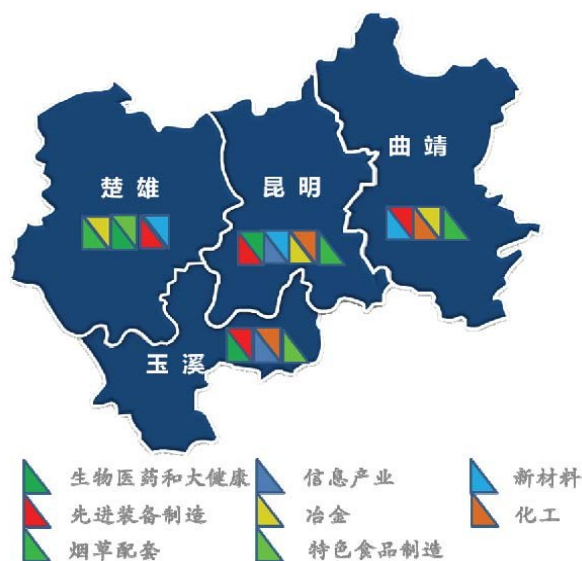 曲靖
楚雄
昆明
玉溪
生物医药和大健康
信息产业
新材料
先进装备制造
冶金
化工
烟草配套
特色食品制造